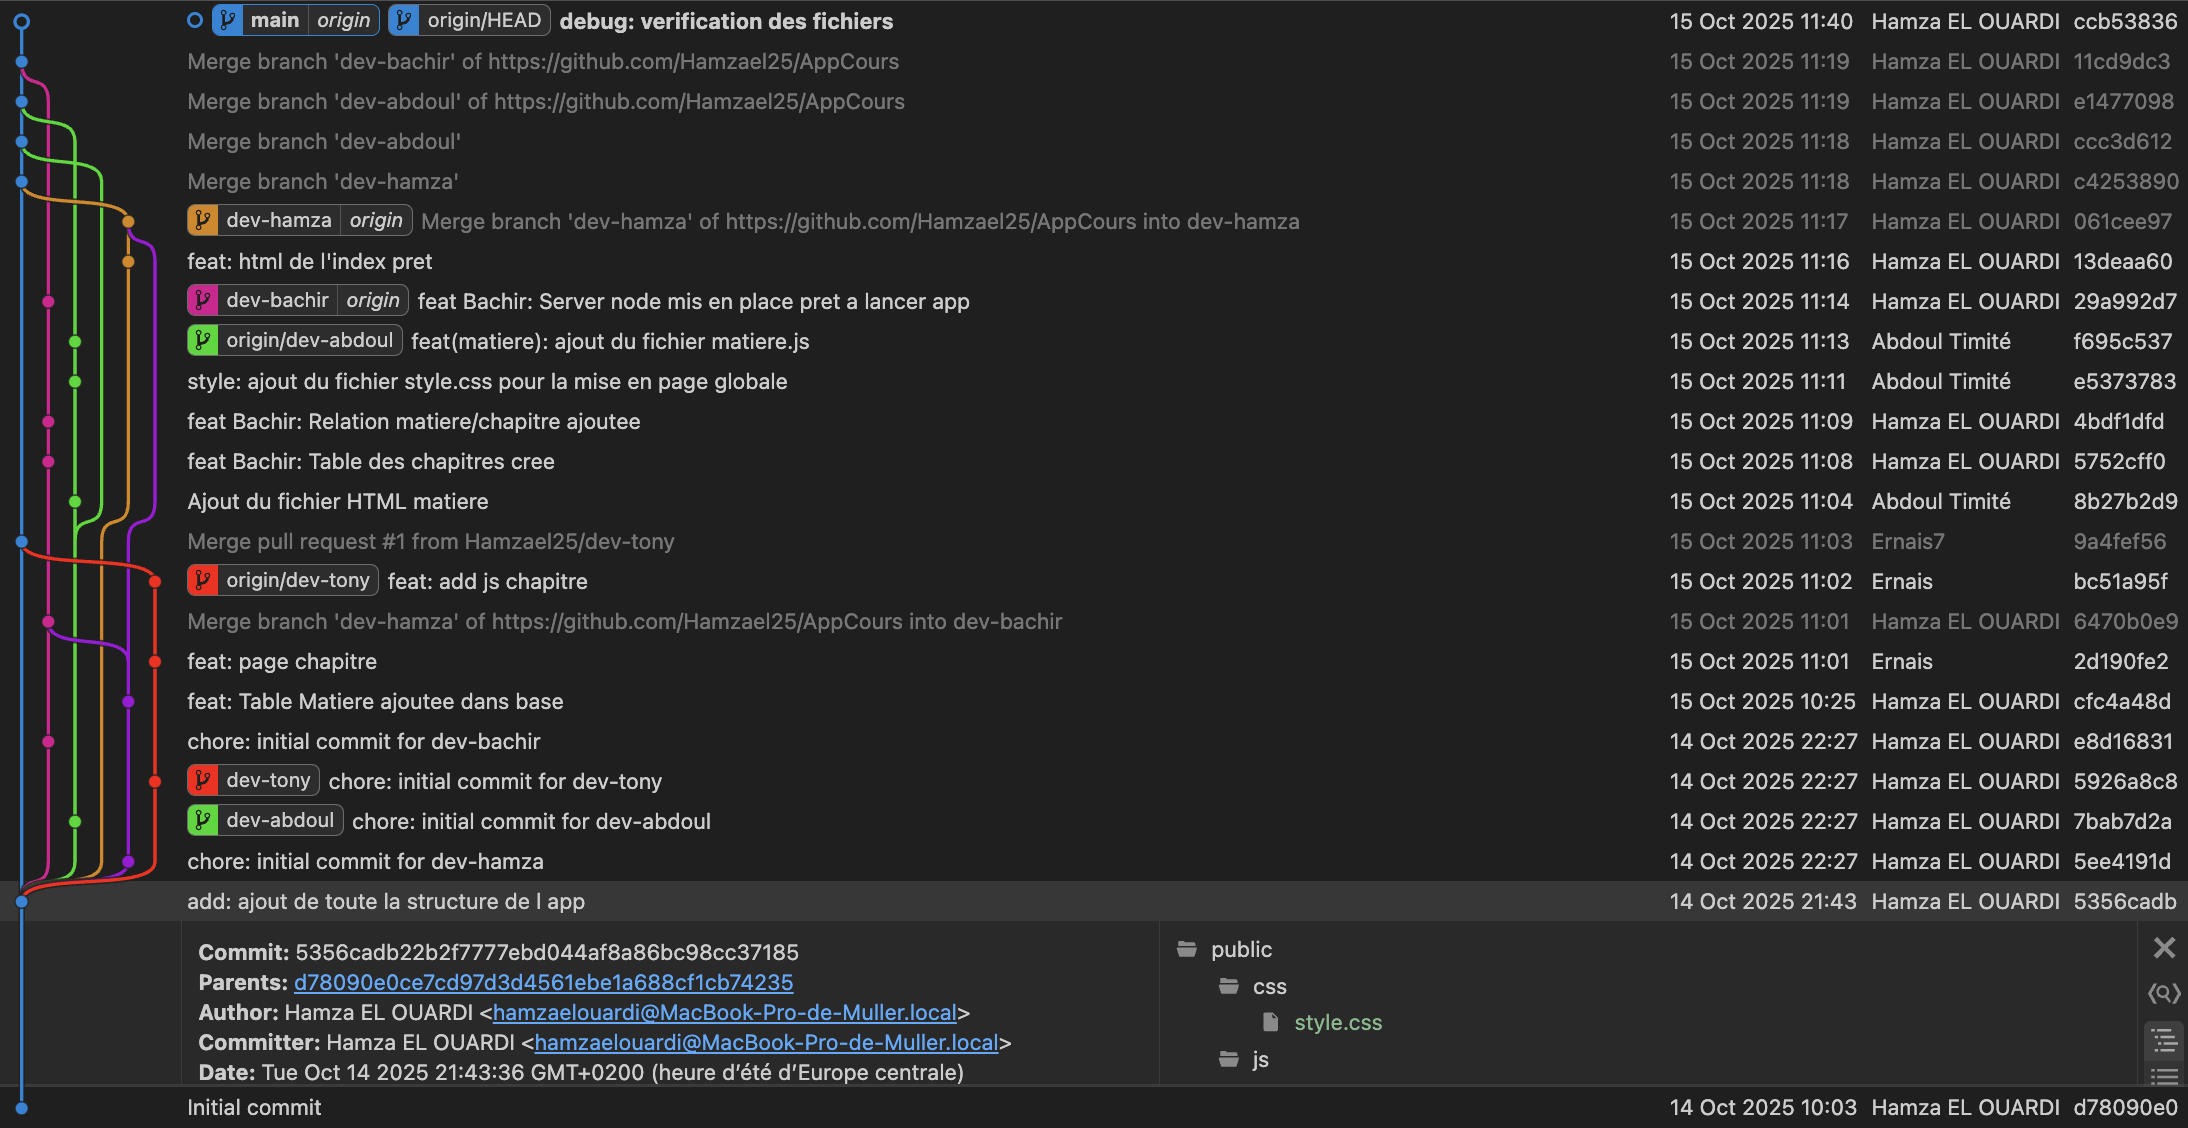 main origin origin/HEAD debug: verification des fichiers 15 Oct 2025 11:40 Hamza EL OUARDI ccb53836
Merge branch 'dev-bachir' of https://github.com/Hamzael25/AppCours 15 Oct 2025 11:19 Hamza EL OUARDI 11cd9dc3
Merge branch 'dev-abdoul' of https://github.com/Hamzael25/AppCours 15 Oct 2025 11:19 Hamza EL OUARDI e1477098
Merge branch 'dev-abdoul' 15 Oct 2025 11:18 Hamza EL OUARDI ccc3d612
Merge branch 'dev-hamza' 15 Oct 2025 11:18 Hamza EL OUARDI c4253890
dev-hamza origin Merge branch 'dev-hamza' of https://github.com/Hamzael25/AppCours into dev-hamza 15 Oct 2025 11:17 Hamza EL OUARDI 061cee97
feat: html de l'index pret 15 Oct 2025 11:16 Hamza EL OUARDI 13deaa60
dev-bachir origin feat Bachir: Server node mis en place pret a lancer app 15 Oct 2025 11:14 Hamza EL OUARDI 29a992d7
origin/dev-abdoul feat(matiere): ajout du fichier matiere.js 15 Oct 2025 11:13 Abdoul Timité f695c537
style: ajout du fichier style.css pour la mise en page globale 15 Oct 2025 11:11 Abdoul Timité e5373783
feat Bachir: Relation matiere/chapitre ajoutee 15 Oct 2025 11:09 Hamza EL OUARDI 4bdf1dfd
feat Bachir: Table des chapitres cree 15 Oct 2025 11:08 Hamza EL OUARDI 5752cff0
Ajout du fichier HTML matiere 15 Oct 2025 11:04 Abdoul Timité 8b27b2d9
Merge pull request #1 from Hamzael25/dev-tony 15 Oct 2025 11:03 Ernais7 9a4fef56
origin/dev-tony feat: add js chapitre 15 Oct 2025 11:02 Ernais bc51a95f
Merge branch 'dev-hamza' of https://github.com/Hamzael25/AppCours into dev-bachir 15 Oct 2025 11:01 Hamza EL OUARDI 6470b0e9
feat: page chapitre 15 Oct 2025 11:01 Ernais 2d190fe2
feat: Table Matiere ajoutee dans base 15 Oct 2025 10:25 Hamza EL OUARDI cfc4a48d
chore: initial commit for dev-bachir 14 Oct 2025 22:27 Hamza EL OUARDI e8d16831
dev-tony chore: initial commit for dev-tony 14 Oct 2025 22:27 Hamza EL OUARDI 5926a8c8
dev-abdoul chore: initial commit for dev-abdoul 14 Oct 2025 22:27 Hamza EL OUARDI 7bab7d2a
chore: initial commit for dev-hamza 14 Oct 2025 22:27 Hamza EL OUARDI 5ee4191d
add: ajout de toute la structure de l app 14 Oct 2025 21:43 Hamza EL OUARDI 5356cadb
Commit: 5356cadb22b2f7777ebd044af8a86bc98cc37185
Parents: d78090e0ce7cd97d3d4561ebe1a688cf1cb74235
Author: Hamza EL OUARDI <hamzaelouardi@MacBook-Pro-de-Muller.local>
Committer: Hamza EL OUARDI <hamzaelouardi@MacBook-Pro-de-Muller.local>
Date: Tue Oct 14 2025 21:43:36 GMT+0200 (heure d’été d’Europe centrale)
public
css
style.css
js
Initial commit 14 Oct 2025 10:03 Hamza EL OUARDI d78090e0